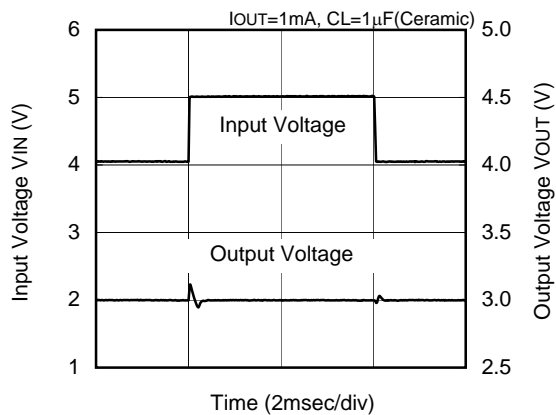 IOUT=1mA, CL=1μF(Ceramic)
6
5
4
3
2
1
5.0
4.5
4.0
3.5
3.0
2.5
Input Voltage VIN (V)
Output Voltage VOUT (V)
Input Voltage
Output Voltage
Time (2msec/div)